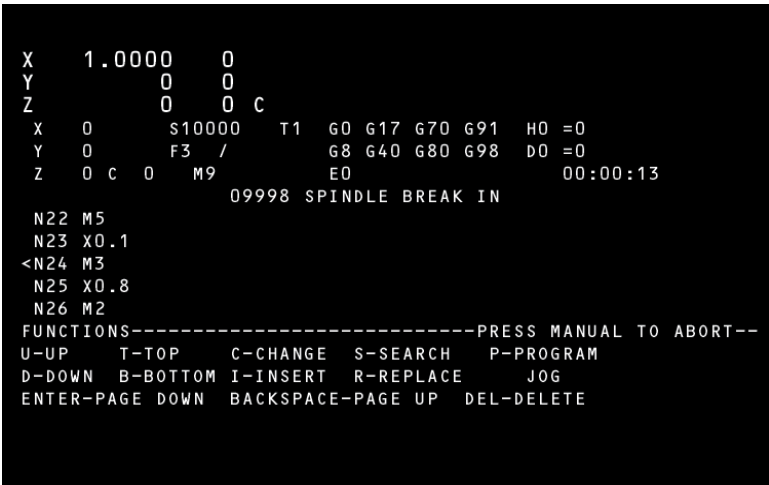 X 1.0000 0
Y 0 0
Z 0 0 C
X 0 S10000 T1 G0 G17 G70 G91 H0 =0
Y 0 F3 / G8 G40 G80 G98 D0 =0
Z 0 C 0 M9 E0 00:00:13
O9998 SPINDLE BREAK IN
N22 M5
N23 X0.1
<N24 M3
N25 X0.8
N26 M2
FUNCTIONS----------------------------PRESS MANUAL TO ABORT--
U-UP T-TOP C-CHANGE S-SEARCH P-PROGRAM
D-DOWN B-BOTTOM I-INSERT R-REPLACE JOG
ENTER-PAGE DOWN BACKSPACE-PAGE UP DEL-DELETE